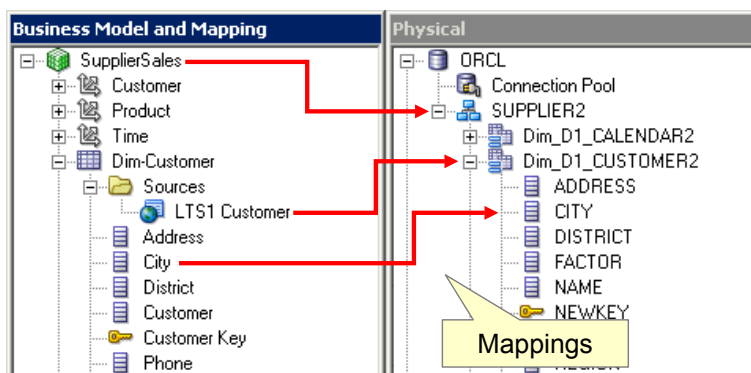 Business Model and Mapping
SupplierSales
Customer
Product
Time
Dim-Customer
Sources
LTS1 Customer
Address
City
District
Customer
Customer Key
Phone
Physical
ORCL
Connection Pool
SUPPLIER2
Dim_D1_CALENDAR2
Dim_D1_CUSTOMER2
ADDRESS
CITY
DISTRICT
FACTOR
NAME
NEWKEY
Mappings